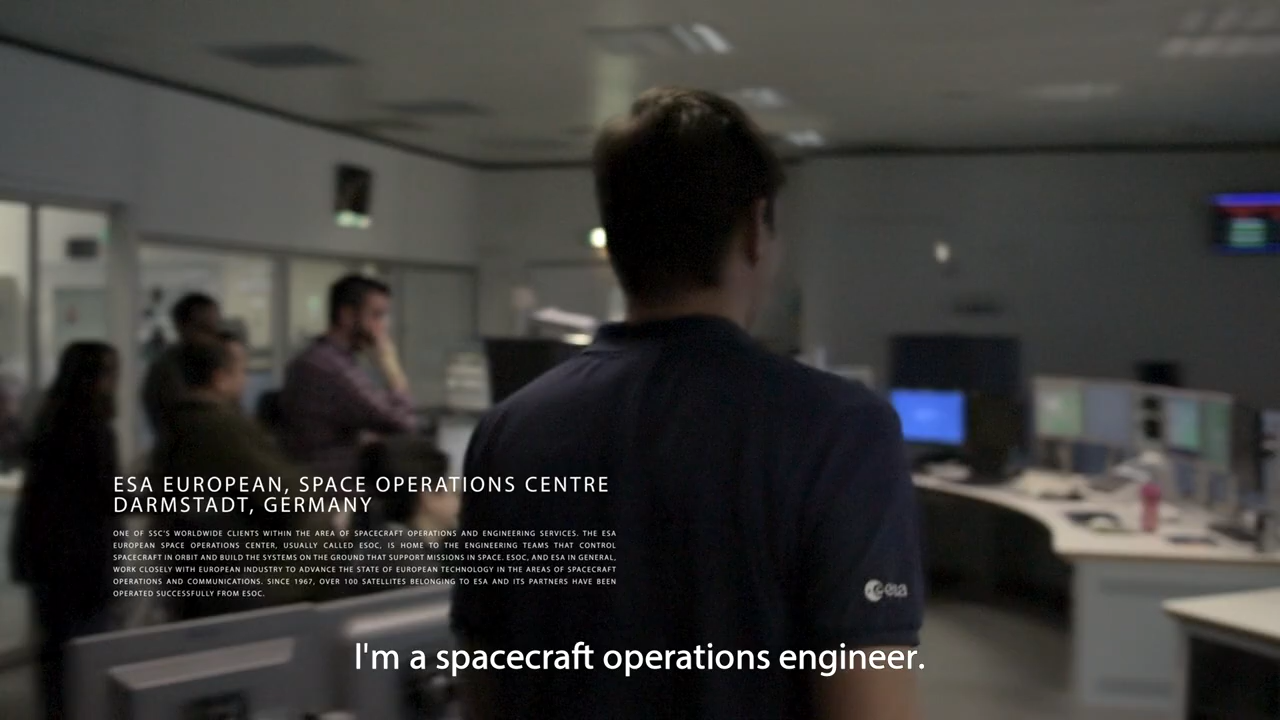 ESA EUROPEAN, SPACE OPERATIONS CENTRE
DARMSTADT, GERMANY
ONE OF SSC'S WORLDWIDE CLIENTS WITHIN THE AREA OF SPACECRAFT OPERATIONS AND ENGINEERING SERVICES. THE ESA
EUROPEAN SPACE OPERATIONS CENTER, USUALLY CALLED ESOC, IS HOME TO THE ENGINEERING TEAMS THAT CONTROL
SPACECRAFT IN ORBIT AND BUILD THE SYSTEMS ON THE GROUND THAT SUPPORT MISSIONS IN SPACE. ESOC, AND ESA IN GENERAL,
WORK CLOSELY WITH EUROPEAN INDUSTRY TO ADVANCE THE STATE OF EUROPEAN TECHNOLOGY IN THE AREAS OF SPACECRAFT
OPERATIONS AND COMMUNICATIONS. SINCE 1967, OVER 100 SATELLITES BELONGING TO ESA AND ITS PARTNERS HAVE BEEN
OPERATED SUCCESSFULLY FROM ESOC.
esa
I'm a spacecraft operations engineer.